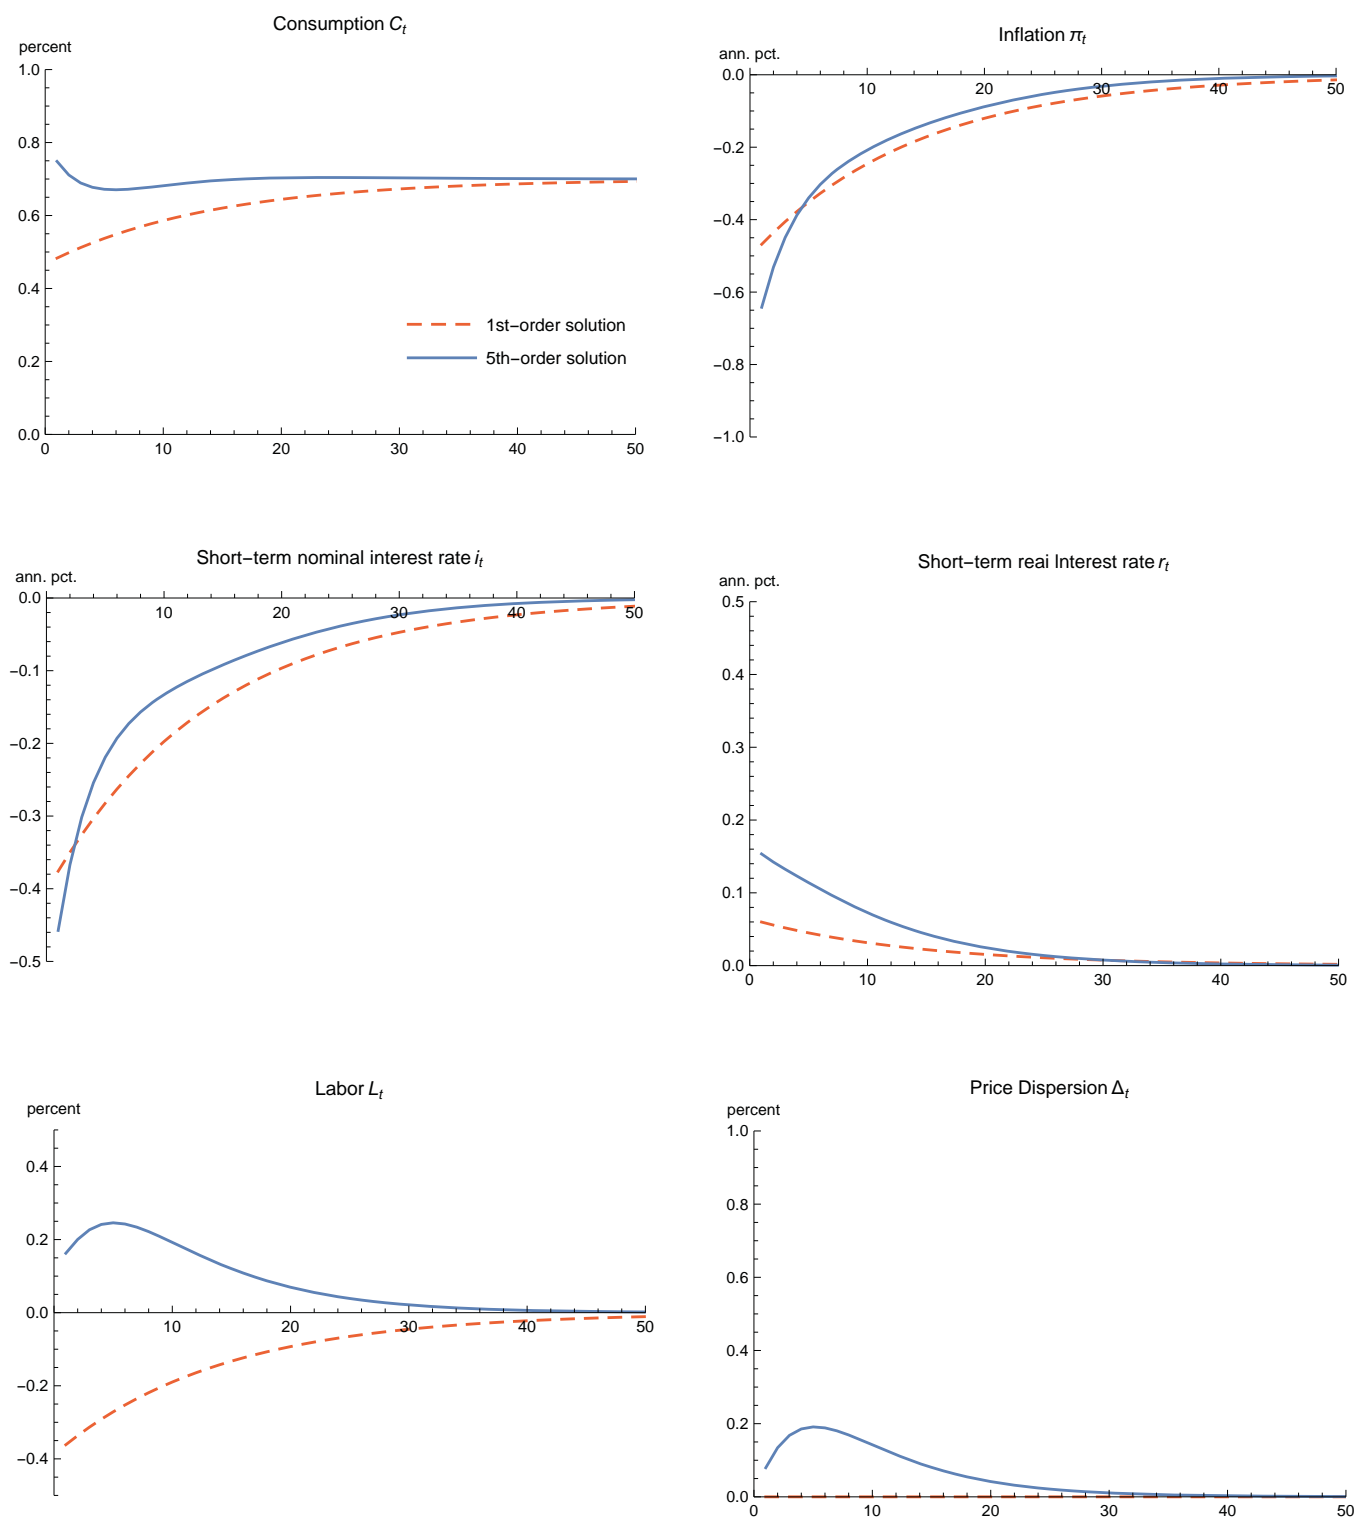 Consumption Cₜ
percent
1.0
0.8
0.6
0.4
0.2
0.0
0 10 20 30 40 50
1st−order solution
5th−order solution
Inflation πₜ
ann. pct.
0.0
−0.2
−0.4
−0.6
−0.8
−1.0
10 20 30 40 50
Short−term nominal interest rate iₜ
ann. pct.
0.0
−0.1
−0.2
−0.3
−0.4
−0.5
10 20 30 40 50
Short−term reai Interest rate rₜ
ann. pct.
0.5
0.4
0.3
0.2
0.1
0.0
0 10 20 30 40 50
Labor Lₜ
percent
0.4
0.2
0.0
−0.2
−0.4
10 20 30 40 50
Price Dispersion Δₜ
percent
1.0
0.8
0.6
0.4
0.2
0.0
0 10 20 30 40 50